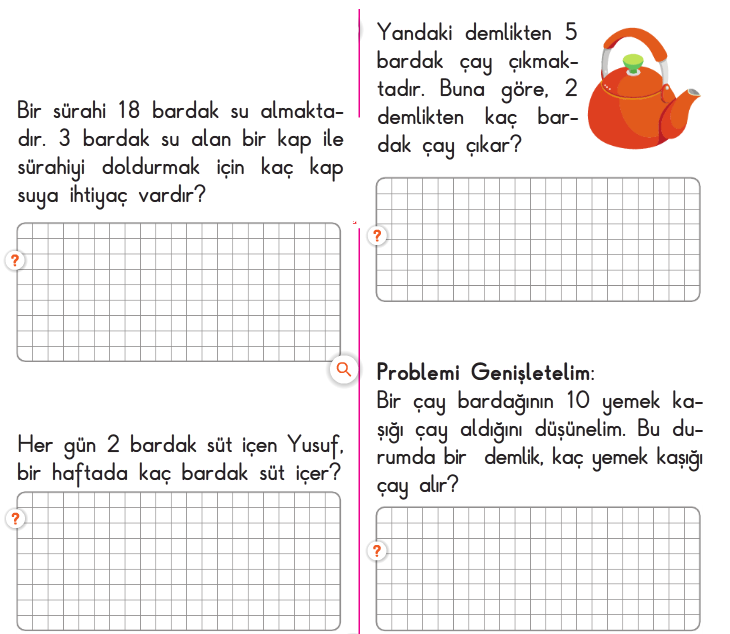 Bir sürahi 18 bardak su almakta-
dır. 3 bardak su alan bir kap ile
sürahiyi doldurmak için kaç kap
suya ihtiyaç vardır?
?
Her gün 2 bardak süt içen Yusuf,
bir haftada kaç bardak süt içer?
?
Yandaki demlikten 5
bardak çay çıkmak-
tadır. Buna göre, 2
demlikten kaç bar-
dak çay çıkar?
?
Problemi Genişletelim:
Bir çay bardağının 10 yemek ka-
şığı çay aldığını düşünelim. Bu du-
rumda bir demlik, kaç yemek kaşığı
çay alır?
?